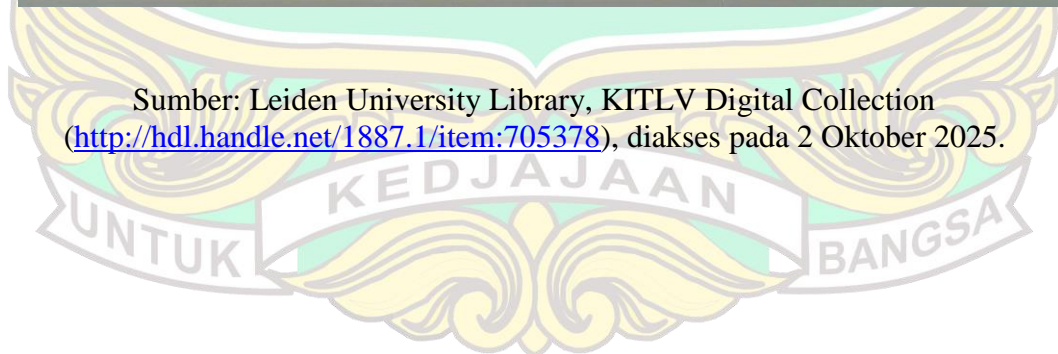 Sumber: Leiden University Library, KITLV Digital Collection
(http://hdl.handle.net/1887.1/item:705378), diakses pada 2 Oktober 2025.
UNTUK KEDJAJAAN BANGSA